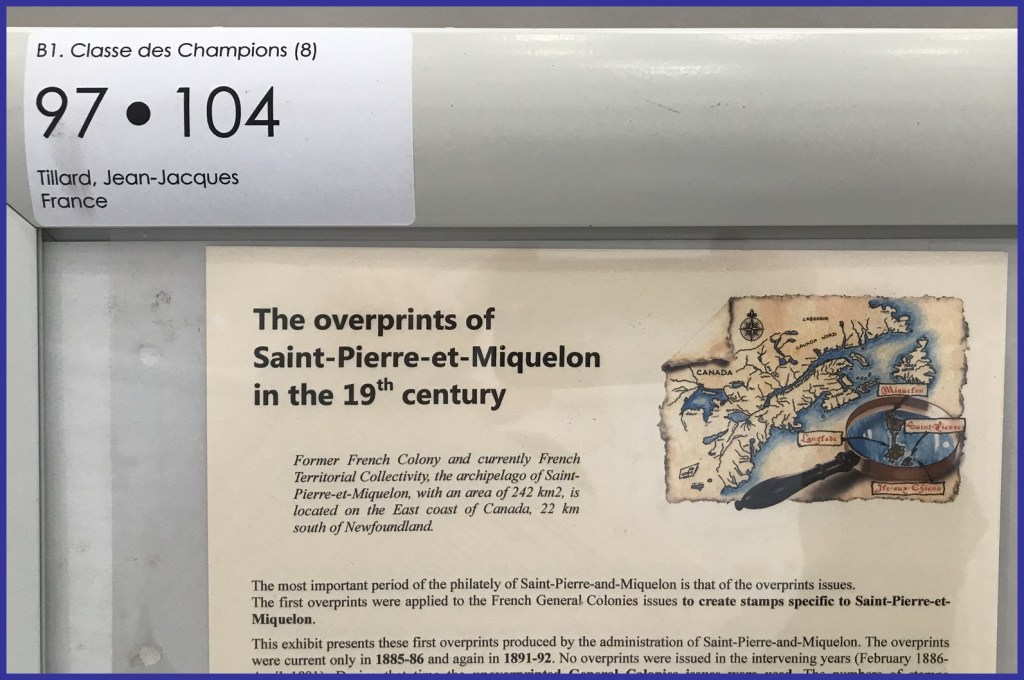 B1. Classe des Champions (8)
97 • 104
Tillard, Jean-Jacques
France
The overprints of
Saint-Pierre-et-Miquelon
in the 19th century
LABRADOR
CANADA
Miquelon
Saint-Pierre
Langlade
Ile-aux-Chiens
Former French Colony and currently French
Territorial Collectivity, the archipelago of Saint-
Pierre-et-Miquelon, with an area of 242 km2, is
located on the East coast of Canada, 22 km
south of Newfoundland.
The most important period of the philately of Saint-Pierre-and-Miquelon is that of the overprints issues.
The first overprints were applied to the French General Colonies issues to create stamps specific to Saint-Pierre-et-
Miquelon.
This exhibit presents these first overprints produced by the administration of Saint-Pierre-and-Miquelon. The overprints
were current only in 1885-86 and again in 1891-92. No overprints were issued in the intervening years (February 1886-